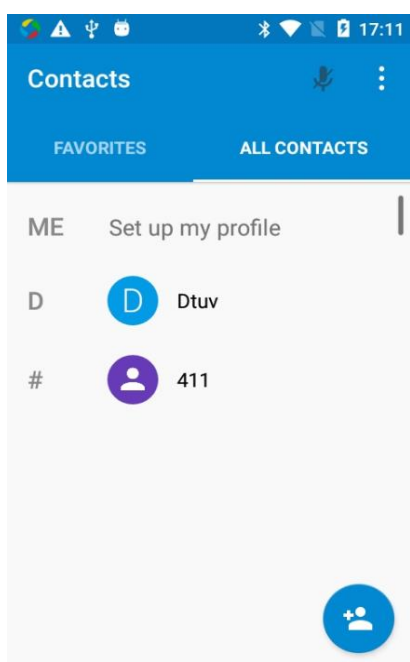 17:11
Contacts
FAVORITES ALL CONTACTS
ME Set up my profile
D D Dtuv
# 411